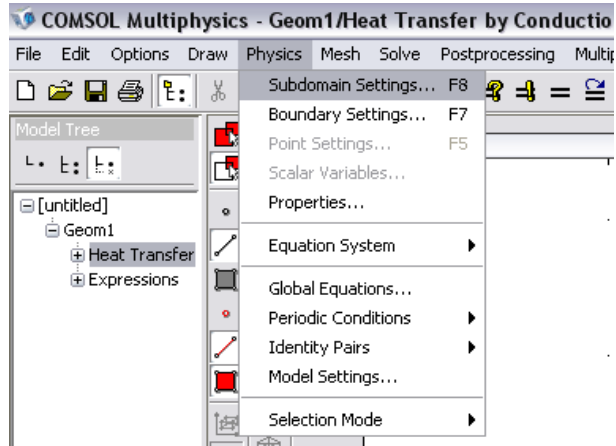 COMSOL Multiphysics - Geom1/Heat Transfer by Conductio
File Edit Options Draw Physics Mesh Solve Postprocessing Multip
Model Tree
[untitled]
Geom1
Heat Transfer
Expressions
Subdomain Settings... F8
Boundary Settings... F7
Point Settings... F5
Scalar Variables...
Properties...
Equation System
Global Equations...
Periodic Conditions
Identity Pairs
Model Settings...
Selection Mode